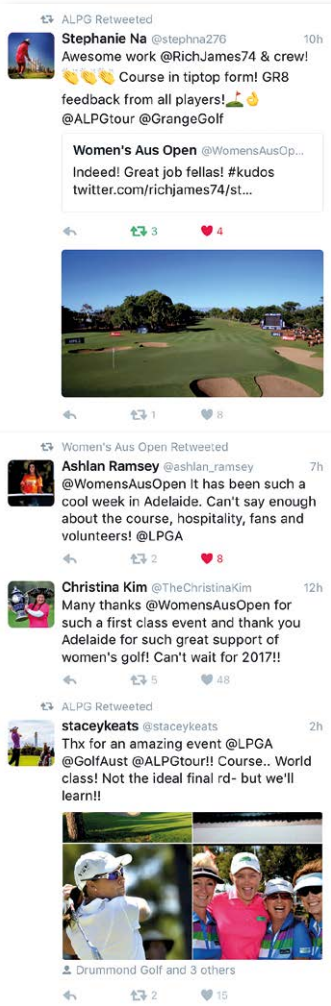 ALPG Retweeted
Stephanie Na @stephna276 10h
Awesome work @RichJames74 & crew!
👏👏👏 Course in tiptop form! GR8
feedback from all players!⛳👌
@ALPGtour @GrangeGolf
Women's Aus Open @WomensAusOp...
Indeed! Great job fellas! #kudos
twitter.com/richjames74/st...
3 4
1 8
Women's Aus Open Retweeted
Ashlan Ramsey @ashlan_ramsey 7h
@WomensAusOpen It has been such a
cool week in Adelaide. Can't say enough
about the course, hospitality, fans and
volunteers! @LPGA
2 8
Christina Kim @TheChristinaKim 12h
Many thanks @WomensAusOpen for
such a first class event and thank you
Adelaide for such great support of
women's golf! Can't wait for 2017!!
5 48
ALPG Retweeted
staceykeats @staceykeats 2h
Thx for an amazing event @LPGA
@GolfAust @ALPGtour!! Course.. World
class! Not the ideal final rd- but we'll
learn!!
Drummond Golf and 3 others
2 15